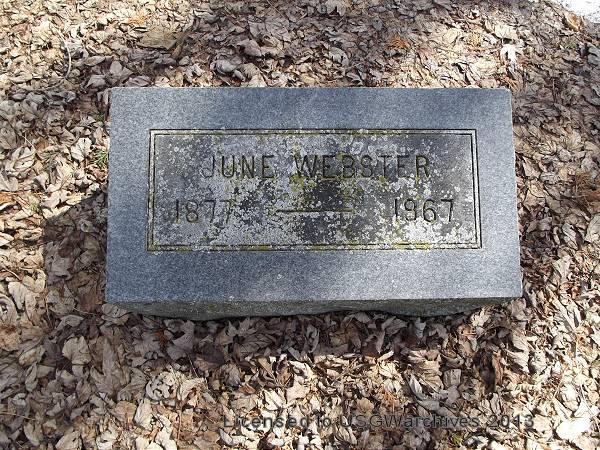 JUNE WEBSTER
1877 — 1967
Licensed to USGWarchives 2013